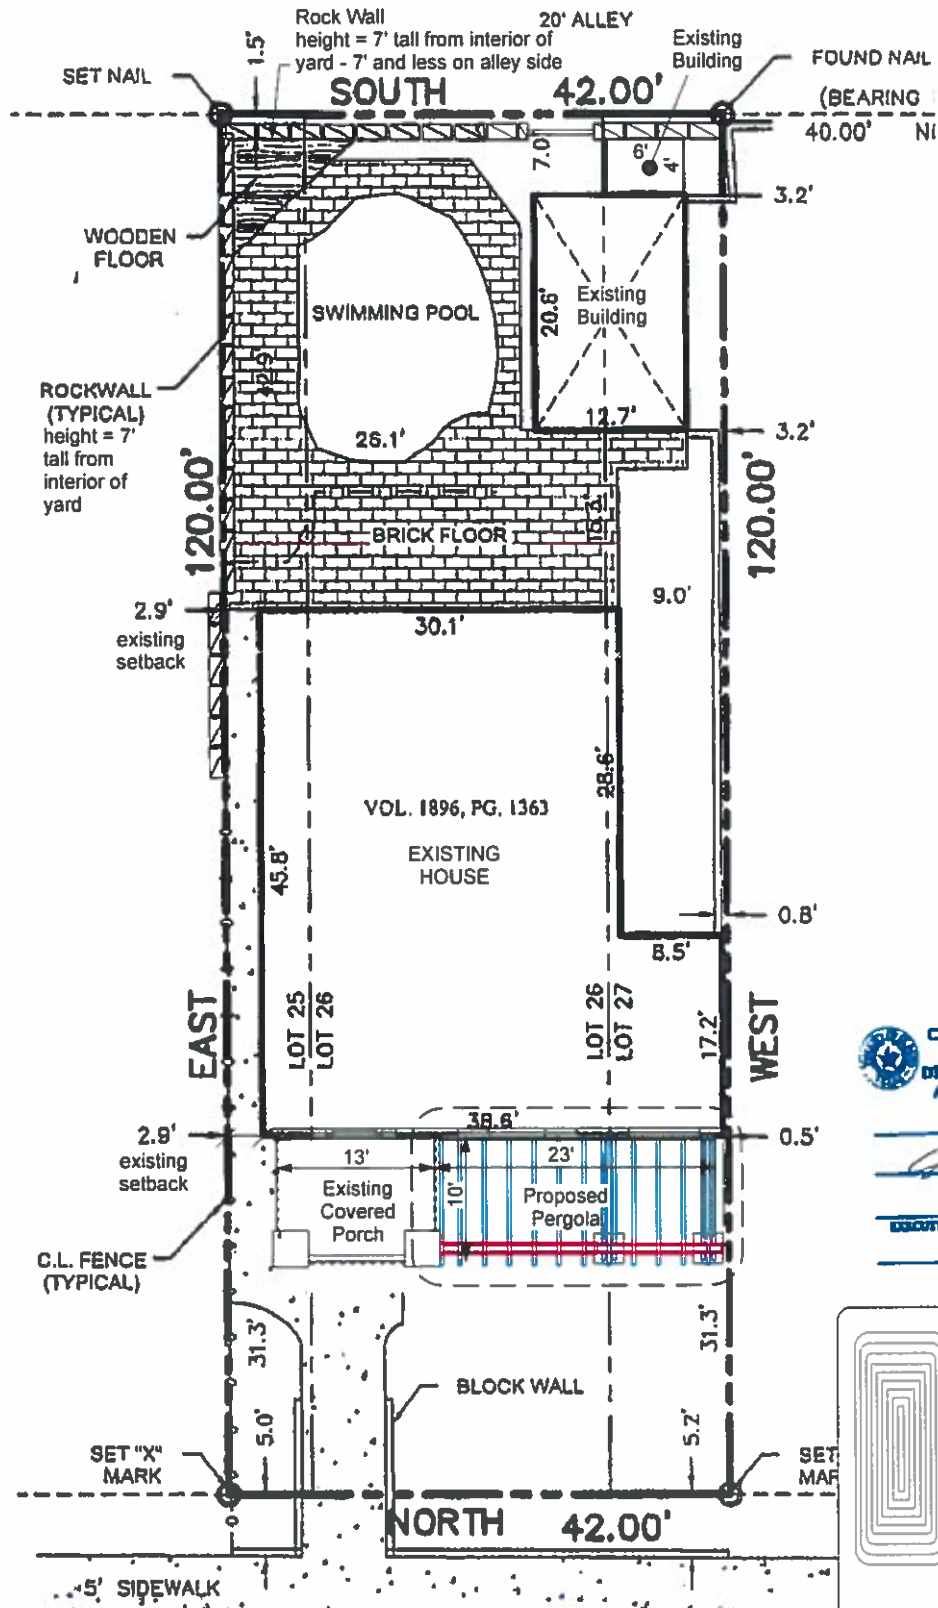 Rock Wall
height = 7' tall from interior of
yard - 7' and less on alley side
20' ALLEY
Existing
Building
1.5'
SET NAIL
FOUND NAIL
SOUTH 42.00'
(BEARING
40.00'
7.0'
6'
4'
3.2'
WOODEN
FLOOR
SWIMMING POOL
20.6'
Existing
Building
42.9'
ROCKWALL
(TYPICAL)
height = 7'
tall from
interior of
yard
26.1'
12.7'
3.2'
120.00'
120.00'
BRICK FLOOR
9.0'
2.9'
existing
setback
30.1'
28.6'
VOL. 1896, PG. 1363
EXISTING
HOUSE
45.8'
0.8'
8.5'
EAST
LOT 25
LOT 26
LOT 26
LOT 27
17.2'
WEST
38.6'
2.9'
existing
setback
0.5'
13'
23'
10'
Existing
Covered
Porch
Proposed
Pergola
C.L. FENCE
(TYPICAL)
31.3'
31.3'
BLOCK WALL
5.0'
5.2'
SET "X"
MARK
SET
MAR
NORTH 42.00'
5' SIDEWALK